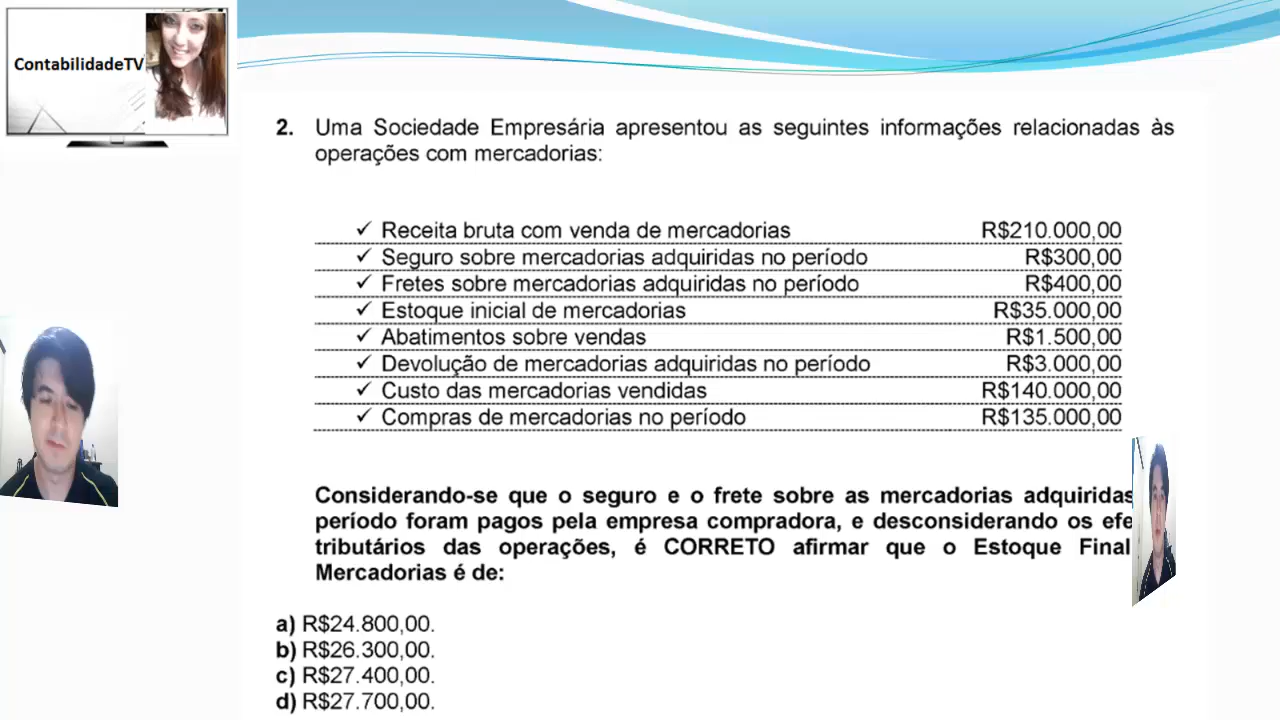 ContabilidadeTV
2. Uma Sociedade Empresária apresentou as seguintes informações relacionadas às
operações com mercadorias:
✓ Receita bruta com venda de mercadorias R$210.000,00
✓ Seguro sobre mercadorias adquiridas no período R$300,00
✓ Fretes sobre mercadorias adquiridas no período R$400,00
✓ Estoque inicial de mercadorias R$35.000,00
✓ Abatimentos sobre vendas R$1.500,00
✓ Devolução de mercadorias adquiridas no período R$3.000,00
✓ Custo das mercadorias vendidas R$140.000,00
✓ Compras de mercadorias no período R$135.000,00
Considerando-se que o seguro e o frete sobre as mercadorias adquiridas
período foram pagos pela empresa compradora, e desconsiderando os efe
tributários das operações, é CORRETO afirmar que o Estoque Final
Mercadorias é de:
a) R$24.800,00.
b) R$26.300,00.
c) R$27.400,00.
d) R$27.700,00.